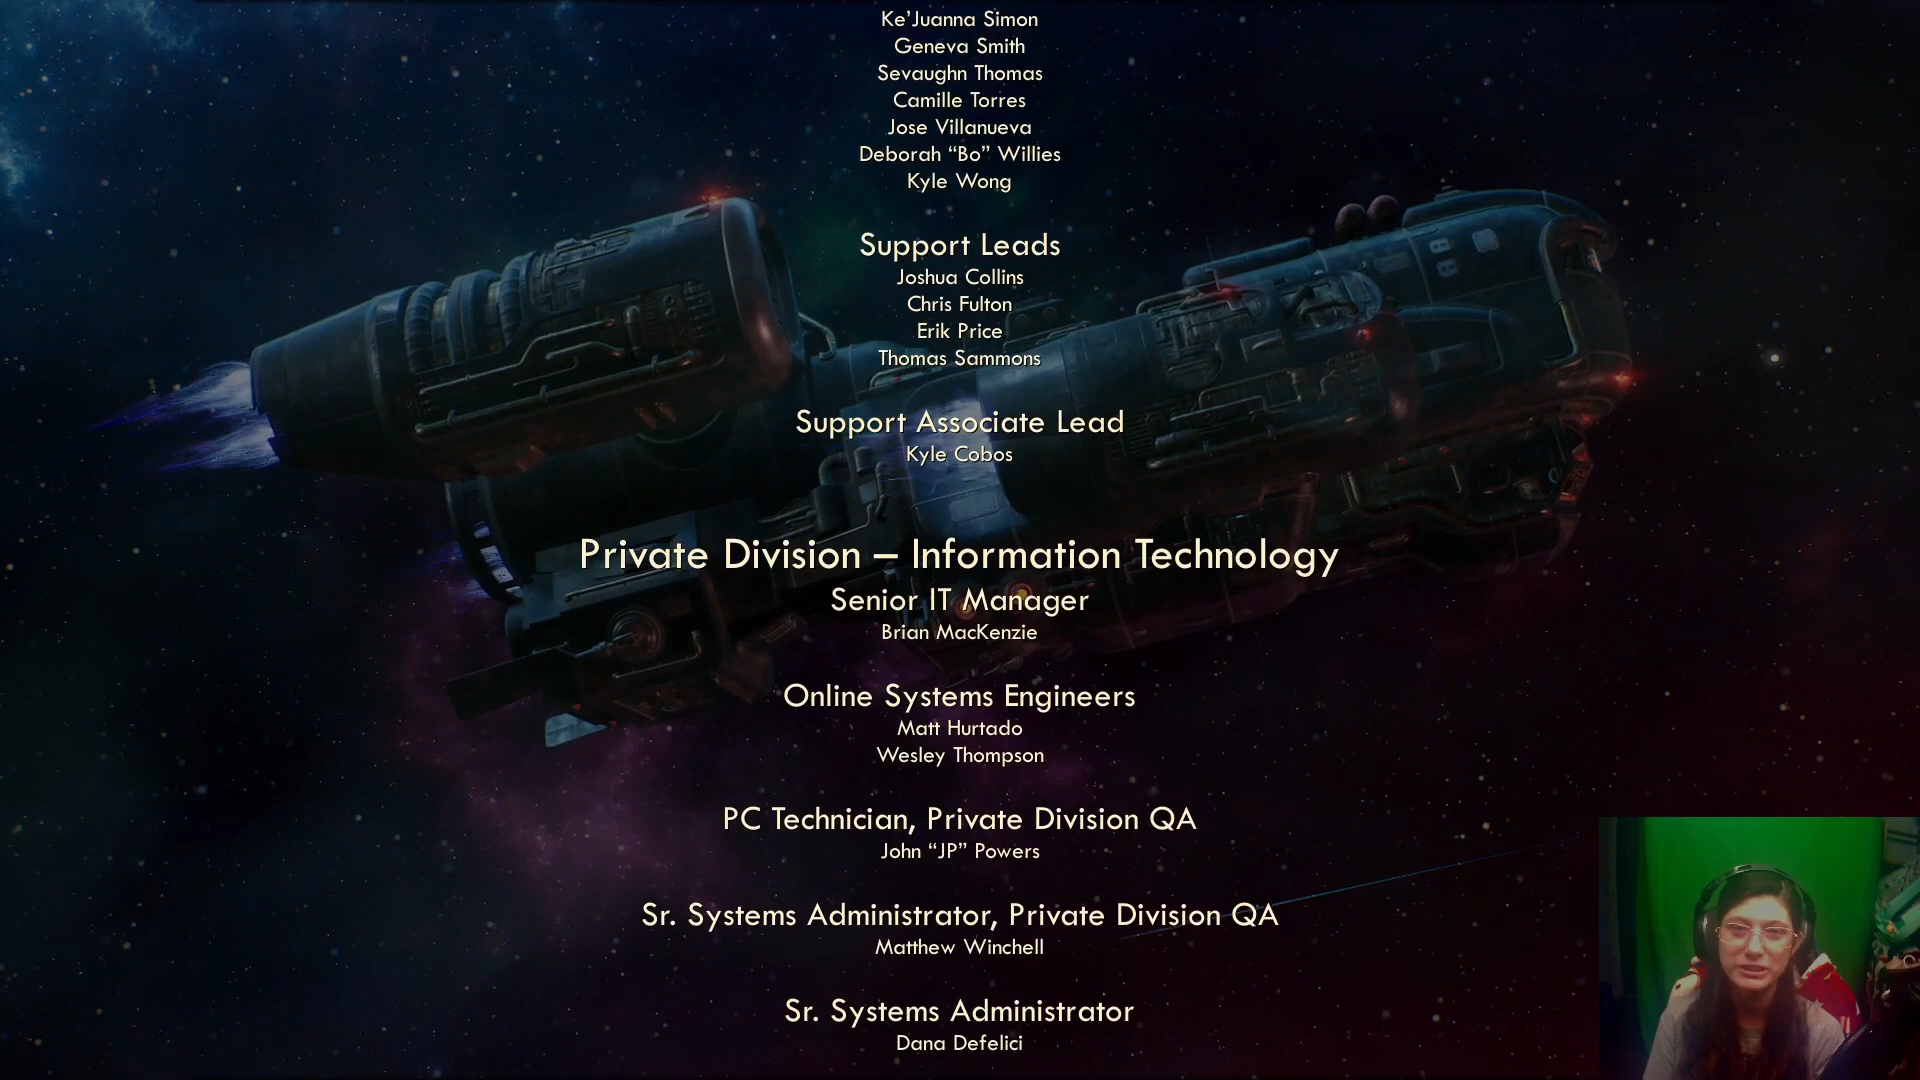 Ke’Juanna Simon
Geneva Smith
Sevaughn Thomas
Camille Torres
Jose Villanueva
Deborah “Bo” Willies
Kyle Wong
Support Leads
Joshua Collins
Chris Fulton
Erik Price
Thomas Sammons
Support Associate Lead
Kyle Cobos
Private Division – Information Technology
Senior IT Manager
Brian MacKenzie
Online Systems Engineers
Matt Hurtado
Wesley Thompson
PC Technician, Private Division QA
John “JP” Powers
Sr. Systems Administrator, Private Division QA
Matthew Winchell
Sr. Systems Administrator
Dana Defelici